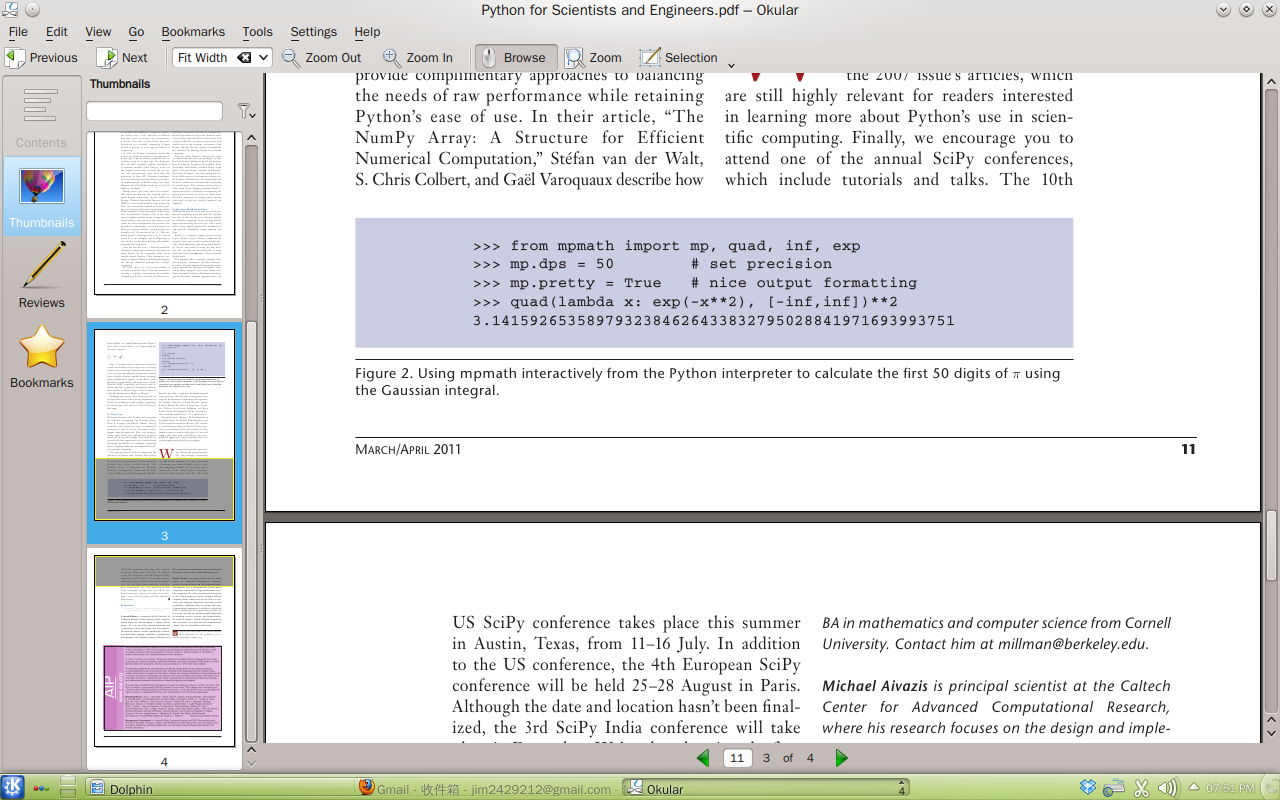 Python for Scientists and Engineers.pdf – Okular
File Edit View Go Bookmarks Tools Settings Help
Previous Next Fit Width Zoom Out Zoom In Browse Zoom Selection
Contents
Thumbnails
Reviews
Bookmarks
Thumbnails
2
3
4
provide complimentary approaches to balancing
the needs of raw performance while retaining
Python's ease of use. In their article, “The
NumPy Array: A Structure for Efficient
Numerical Computation,” Stéfan van der Walt,
S. Chris Colbert, and Gaël Varoquaux describe how
the 2007 issue's articles, which
are still highly relevant for readers interested
in learning more about Python's use in scien-
tific computing. Finally, we encourage you to
attend one of the annual SciPy conferences,
which include tutorials and talks. The 10th
>>> from mpmath import mp, quad, inf, exp
>>> mp.dps = 50 # set precision
>>> mp.pretty = True # nice output formatting
>>> quad(lambda x: exp(-x**2), [-inf,inf])**2
3.1415926535897932384626433832795028841971693993751
Figure 2. Using mpmath interactively from the Python interpreter to calculate the first 50 digits of π using
the Gaussian integral.
March/April 2011 11
US SciPy conference takes place this summer
in Austin, Texas from 11–16 July. In addition
to the US conference, the 4th European SciPy
conference will be held 25–28 August in Paris.
Although the date and location hasn't been final-
ized, the 3rd SciPy India conference will take
BA in mathematics and computer science from Cornell
University. Contact him at millman@berkeley.edu.
Michael Aivazis is principal scientist at the Caltech
Center for Advanced Computational Research,
where his research focuses on the design and imple-
11 3 of 4
Dolphin
Gmail - 收件箱 - jim2429212@gmail.com -
Okular
4
07:51 PM